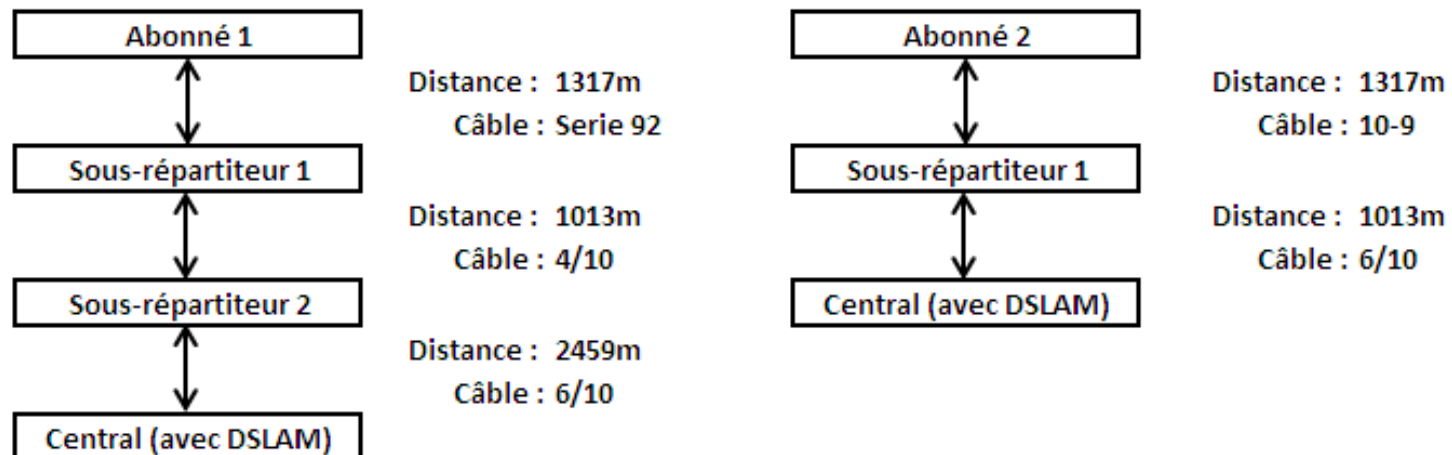 Abonné 1
Distance : 1317m
Câble : Serie 92
Sous-répartiteur 1
Distance : 1013m
Câble : 4/10
Sous-répartiteur 2
Distance : 2459m
Câble : 6/10
Central (avec DSLAM)
Abonné 2
Distance : 1317m
Câble : 10-9
Sous-répartiteur 1
Distance : 1013m
Câble : 6/10
Central (avec DSLAM)